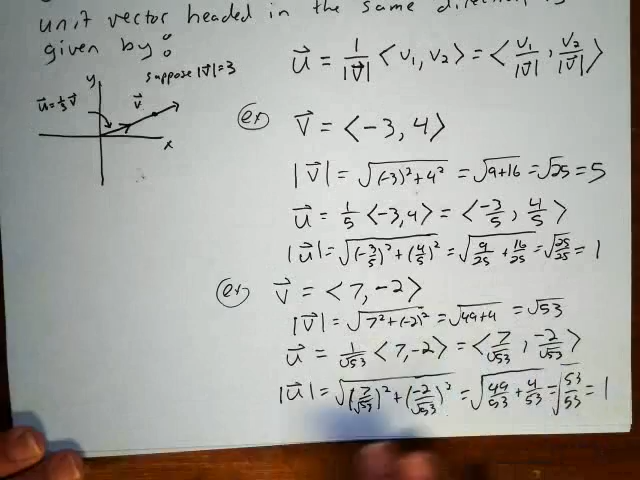 unit vector headed in the same direction is
given by:
u⃗ = 1/|v⃗| <v₁, v₂> = <v₁/|v⃗|, v₂/|v⃗|>
y suppose |v⃗|=3
u⃗=⅓v⃗ v⃗
x
ex v⃗ = <-3, 4>
|v⃗| = √((-3)²+4²) = √(9+16) = √25 = 5
u⃗ = 1/5 <-3, 4> = <-3/5, 4/5>
|u⃗| = √((-3/5)²+(4/5)²) = √(9/25 + 16/25) = √(25/25) = 1
ex v⃗ = <7, -2>
|v⃗| = √(7²+(-2)²) = √(49+4) = √53
u⃗ = 1/√53 <7, -2> = <7/√53, -2/√53>
|u⃗| = √((7/√53)²+(-2/√53)²) = √(49/53 + 4/53) = √(53/53) = 1